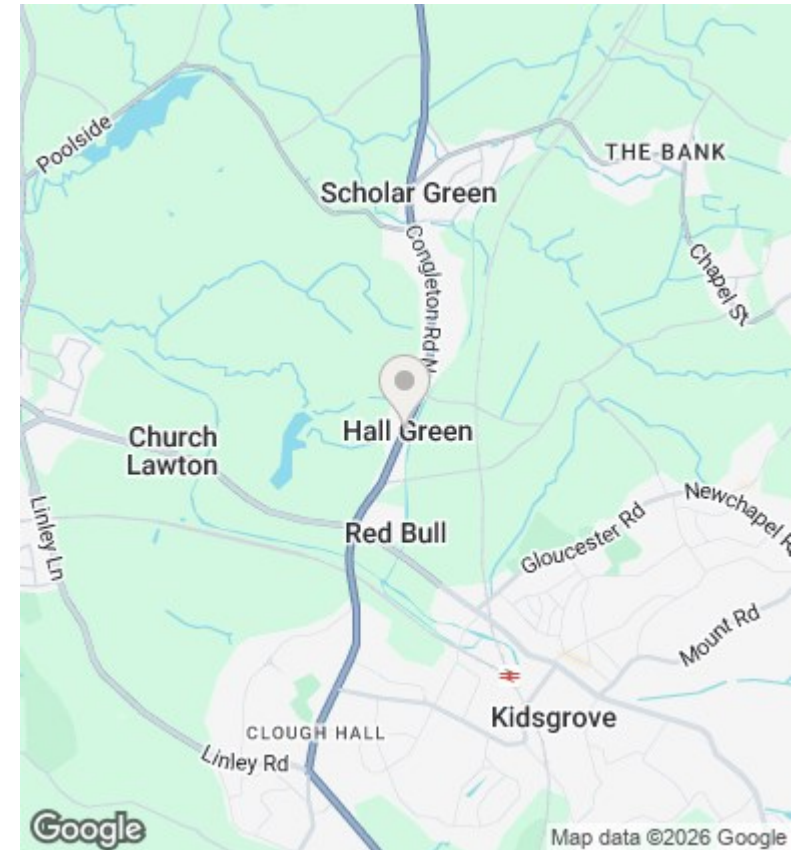 Poolside
THE BANK
Scholar Green
Congleton Rd N
Chapel St
Hall Green
Church
Lawton
Red Bull
Linley Ln
Gloucester Rd
Newchapel
Mount Rd
Kidsgrove
CLOUGH HALL
Linley Rd
Google
Map data ©2026 Google